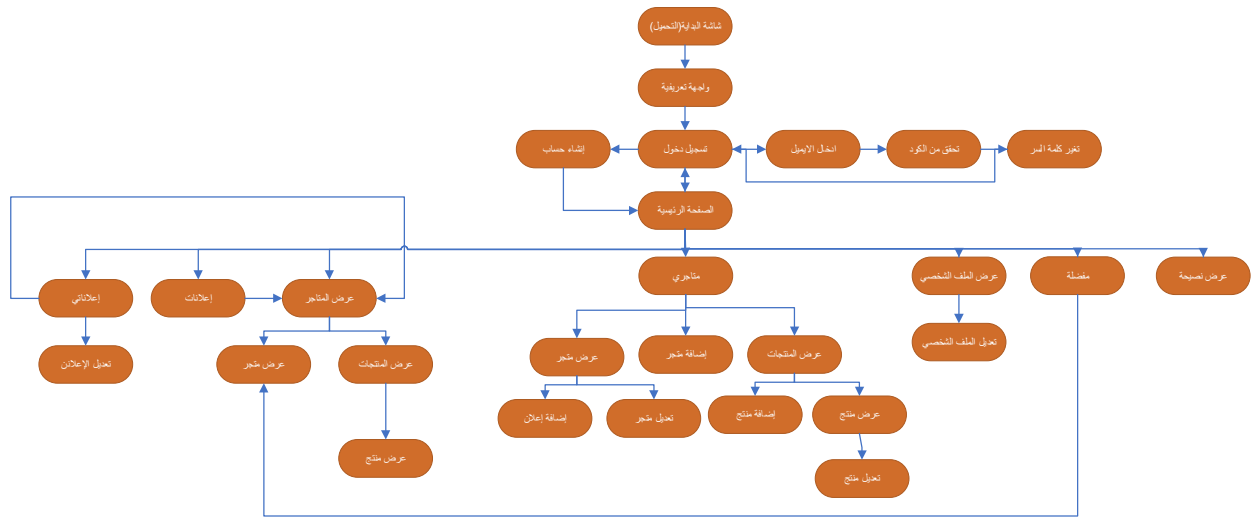 شاشة البداية(التحميل)
واجهة تعريفية
إنشاء حساب
تسجيل دخول
ادخال الايميل
تحقق من الكود
تغير كلمة السر
الصفحة الرئيسية
إعلاناتي
إعلانات
عرض المتاجر
متاجري
عرض الملف الشخصي
مفضلة
عرض نصيحة
تعديل الإعلان
عرض متجر
عرض المنتجات
عرض متجر
إضافة متجر
عرض المنتجات
تعديل الملف الشخصي
إضافة إعلان
تعديل متجر
إضافة منتج
عرض منتج
عرض منتج
تعديل منتج